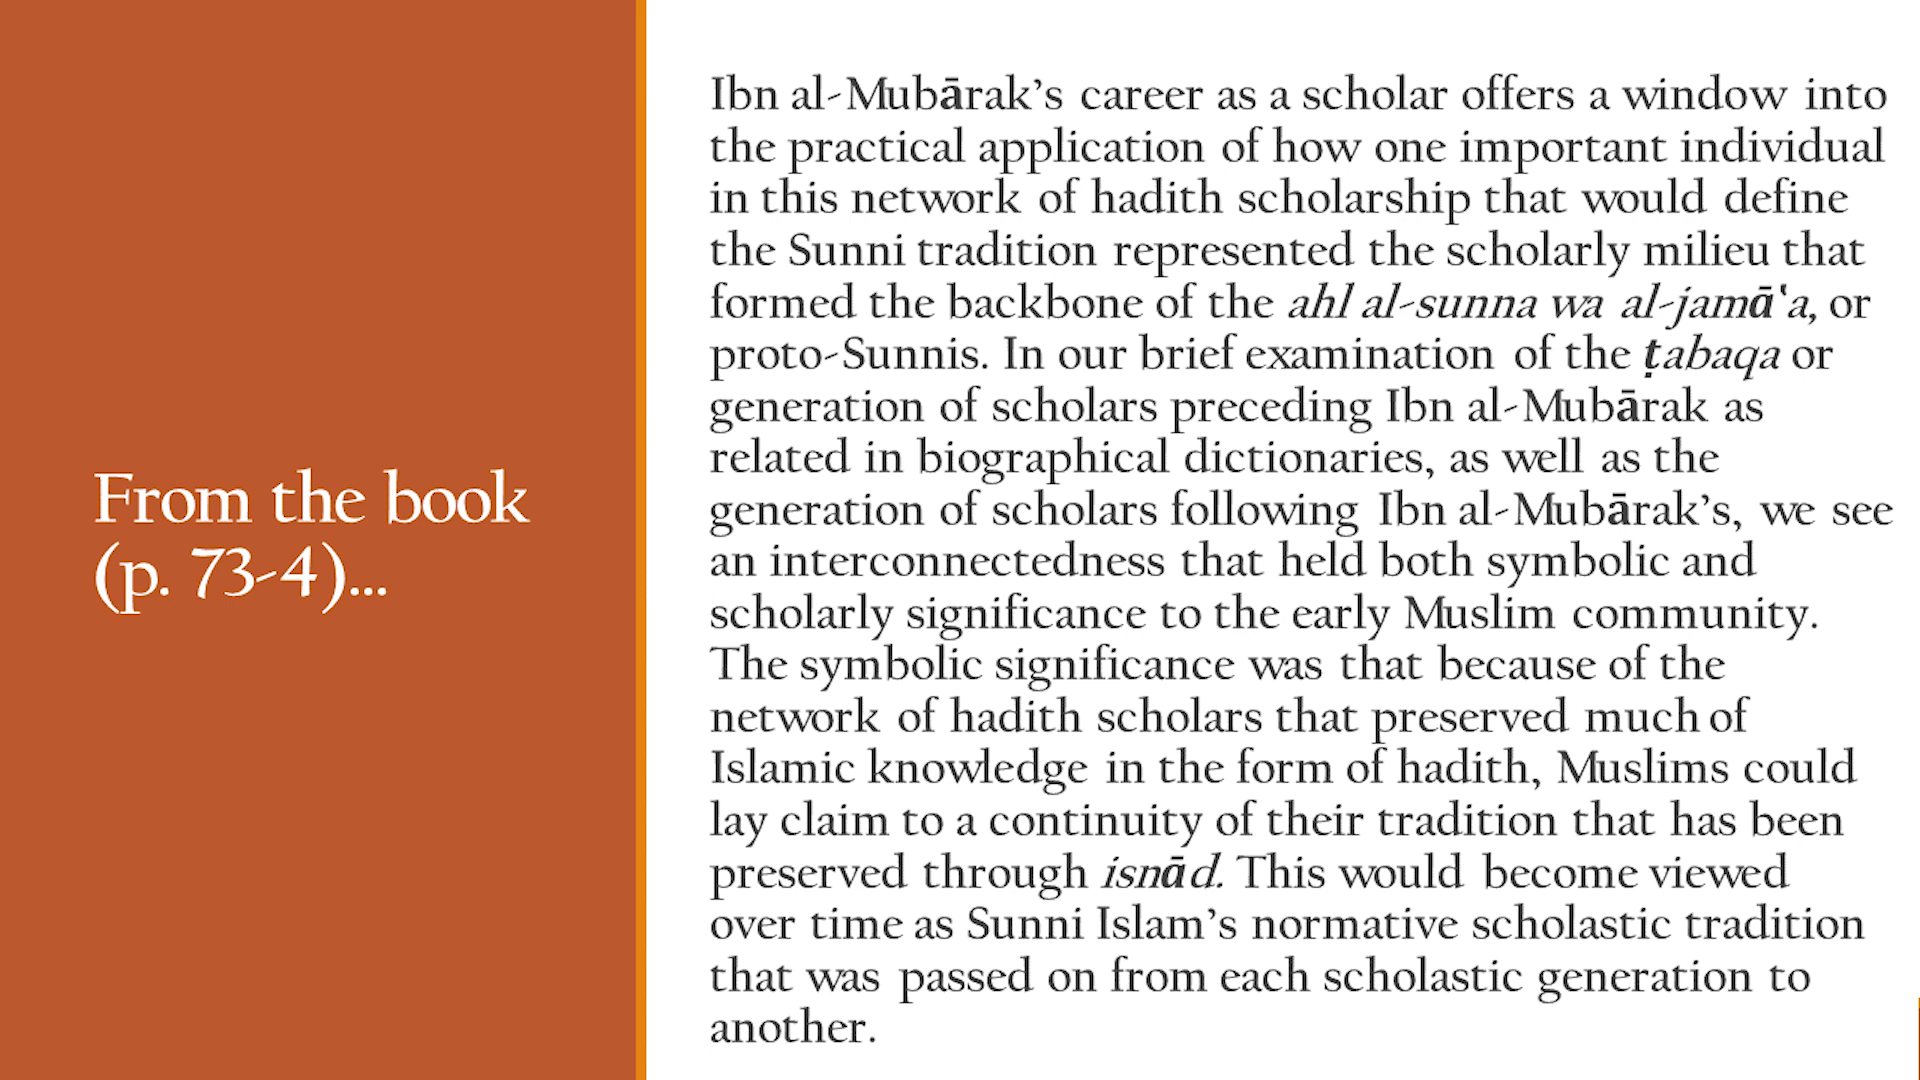 From the book
(p. 73-4)...
Ibn al-Mubārak’s career as a scholar offers a window into
the practical application of how one important individual
in this network of hadith scholarship that would define
the Sunni tradition represented the scholarly milieu that
formed the backbone of the ahl al-sunna wa al-jamāʿa, or
proto-Sunnis. In our brief examination of the ṭabaqa or
generation of scholars preceding Ibn al-Mubārak as
related in biographical dictionaries, as well as the
generation of scholars following Ibn al-Mubārak’s, we see
an interconnectedness that held both symbolic and
scholarly significance to the early Muslim community.
The symbolic significance was that because of the
network of hadith scholars that preserved much of
Islamic knowledge in the form of hadith, Muslims could
lay claim to a continuity of their tradition that has been
preserved through isnād. This would become viewed
over time as Sunni Islam’s normative scholastic tradition
that was passed on from each scholastic generation to
another.